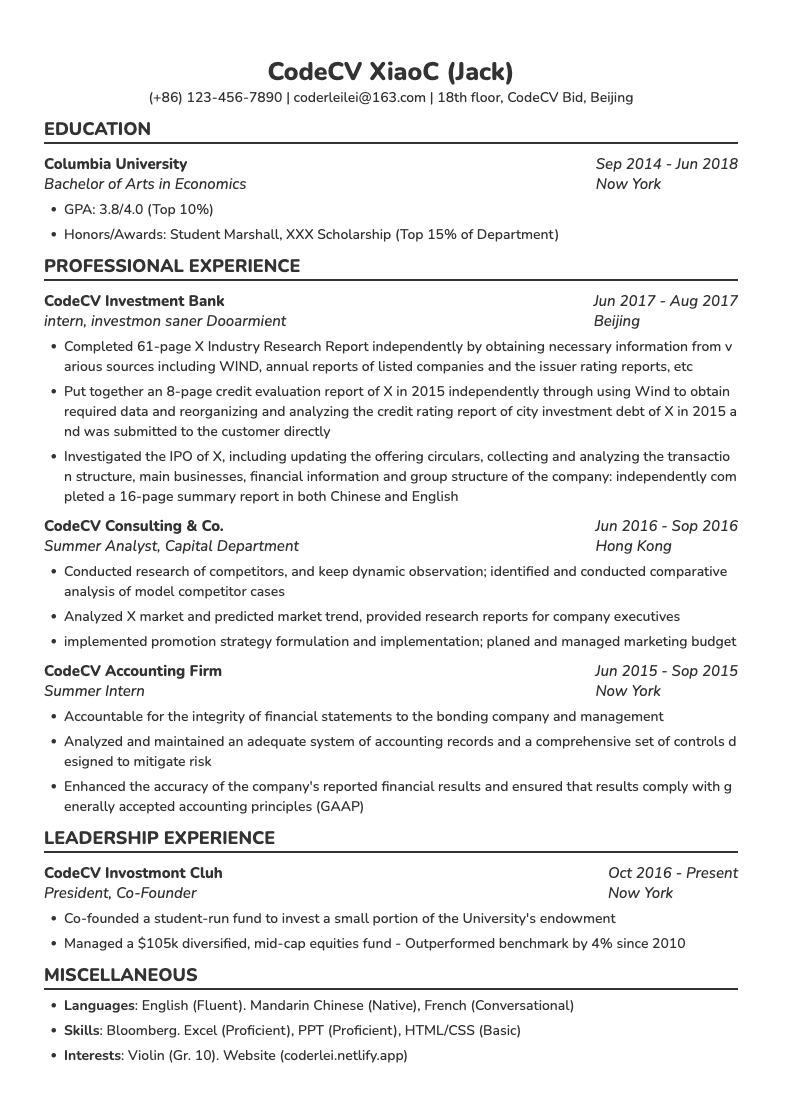 CodeCV XiaoC (Jack)
(+86) 123-456-7890 | coderleilei@163.com | 18th floor, CodeCV Bid, Beijing
EDUCATION
Columbia University Sep 2014 - Jun 2018
Bachelor of Arts in Economics New York
• GPA: 3.8/4.0 (Top 10%)
• Honors/Awards: Student Marshall, XXX Scholarship (Top 15% of Department)
PROFESSIONAL EXPERIENCE
CodeCV Investment Bank Jun 2017 - Aug 2017
intern, investmon saner Dooarmient Beijing
• Completed 61-page X Industry Research Report independently by obtaining necessary information from v
arious sources including WIND, annual reports of listed companies and the issuer rating reports, etc
• Put together an 8-page credit evaluation report of X in 2015 independently through using Wind to obtain
required data and reorganizing and analyzing the credit rating report of city investment debt of X in 2015 a
nd was submitted to the customer directly
• Investigated the IPO of X, including updating the offering circulars, collecting and analyzing the transactio
n structure, main businesses, financial information and group structure of the company: independently com
pleted a 16-page summary report in both Chinese and English
CodeCV Consulting & Co. Jun 2016 - Sop 2016
Summer Analyst, Capital Department Hong Kong
• Conducted research of competitors, and keep dynamic observation; identified and conducted comparative
analysis of model competitor cases
• Analyzed X market and predicted market trend, provided research reports for company executives
• implemented promotion strategy formulation and implementation; planed and managed marketing budget
CodeCV Accounting Firm Jun 2015 - Sop 2015
Summer Intern New York
• Accountable for the integrity of financial statements to the bonding company and management
• Analyzed and maintained an adequate system of accounting records and a comprehensive set of controls d
esigned to mitigate risk
• Enhanced the accuracy of the company's reported financial results and ensured that results comply with g
enerally accepted accounting principles (GAAP)
LEADERSHIP EXPERIENCE
CodeCV Invostmont Cluh Oct 2016 - Present
President, Co-Founder New York
• Co-founded a student-run fund to invest a small portion of the University's endowment
• Managed a $105k diversified, mid-cap equities fund - Outperformed benchmark by 4% since 2010
MISCELLANEOUS
• Languages: English (Fluent). Mandarin Chinese (Native), French (Conversational)
• Skills: Bloomberg. Excel (Proficient), PPT (Proficient), HTML/CSS (Basic)
• Interests: Violin (Gr. 10). Website (coderlei.netlify.app)